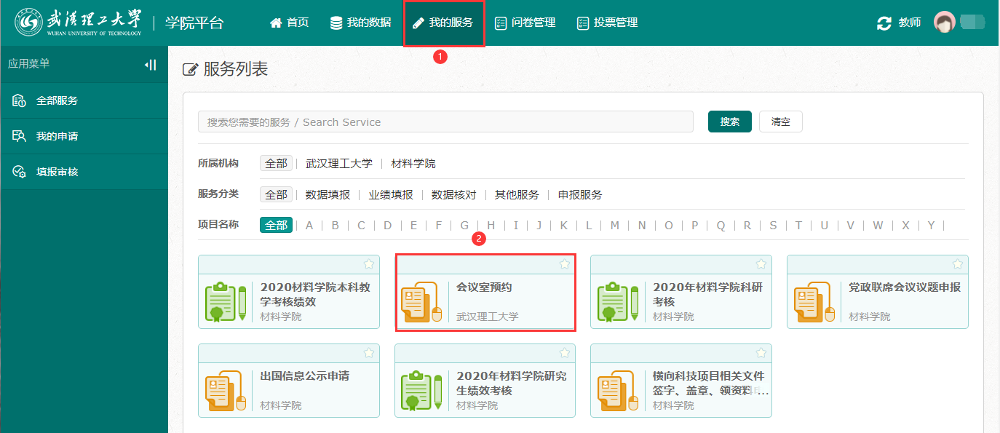 武汉理工大学
WUHAN UNIVERSITY OF TECHNOLOGY
学院平台
首页
我的数据
我的服务
问卷管理
投票管理
教师
1
应用菜单
全部服务
我的申请
填报审核
服务列表
搜索您需要的服务 / Search Service
搜索
清空
所属机构 全部 武汉理工大学 材料学院
服务分类 全部 数据填报 业绩填报 数据核对 其他服务 申报服务
项目名称 全部 A B C D E F G H I J K L M N O P Q R S T U V W X Y
2
2020材料学院本科教
学考核绩效
材料学院
会议室预约
武汉理工大学
2020年材料学院科研
考核
材料学院
党政联席会议议题申报
材料学院
出国信息公示申请
材料学院
2020年材料学院研究
生绩效考核
材料学院
横向科技项目相关文件
签字、盖章、领资料...
材料学院